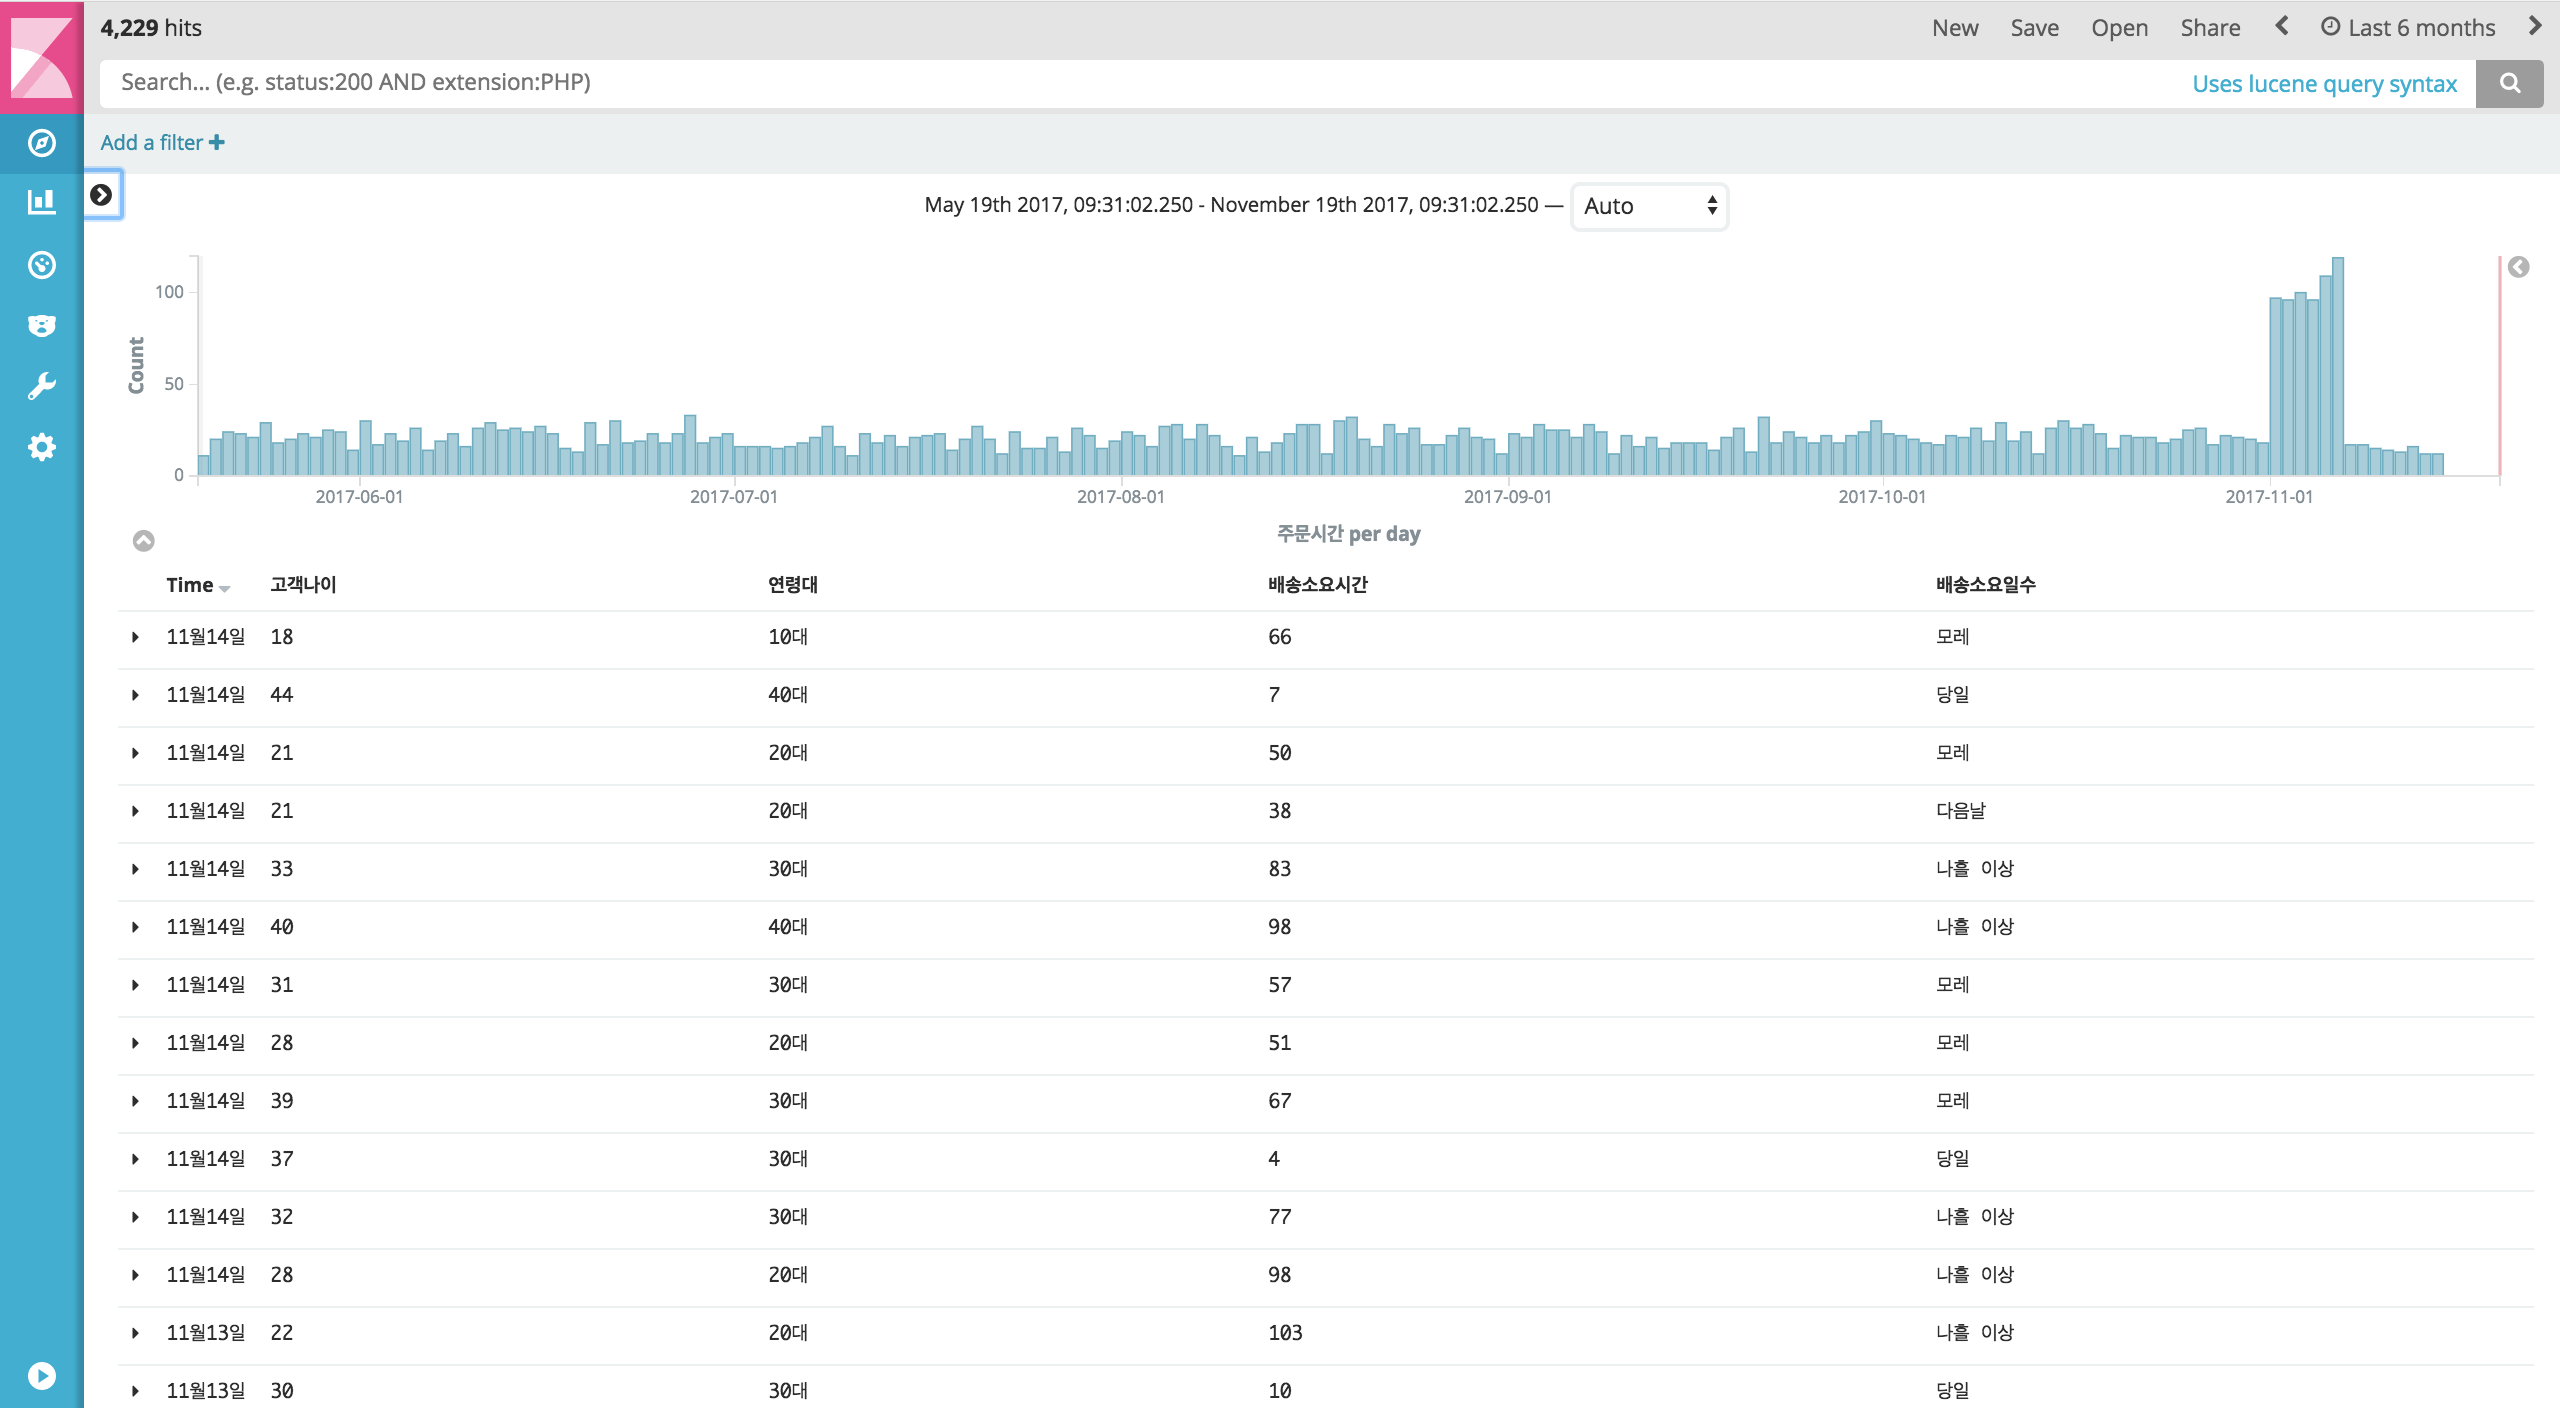 4,229 hits
New Save Open Share Last 6 months
Search... (e.g. status:200 AND extension:PHP)
Uses lucene query syntax
Add a filter
May 19th 2017, 09:31:02.250 - November 19th 2017, 09:31:02.250 — Auto
Count
100
50
0
2017-06-01 2017-07-01 2017-08-01 2017-09-01 2017-10-01 2017-11-01
주문시간 per day
Time 고객나이 연령대 배송소요시간 배송소요일수
11월14일 18 10대 66 모레
11월14일 44 40대 7 당일
11월14일 21 20대 50 모레
11월14일 21 20대 38 다음날
11월14일 33 30대 83 나흘 이상
11월14일 40 40대 98 나흘 이상
11월14일 31 30대 57 모레
11월14일 28 20대 51 모레
11월14일 39 30대 67 모레
11월14일 37 30대 4 당일
11월14일 32 30대 77 나흘 이상
11월14일 28 20대 98 나흘 이상
11월13일 22 20대 103 나흘 이상
11월13일 30 30대 10 당일